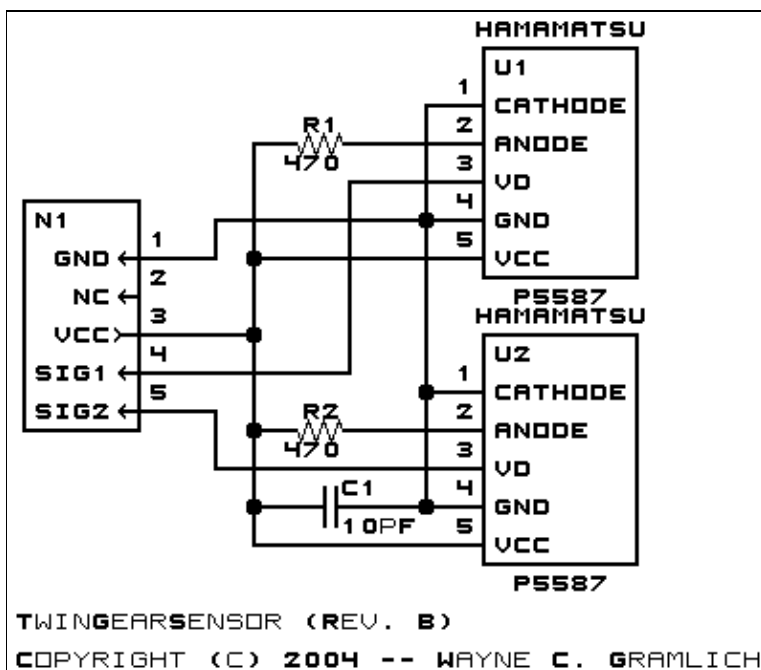 HAMAMATSU
U1
1 CATHODE
2 ANODE
3 VO
4 GND
5 VCC
P5587
R1
470
N1
GND 1
NC 2
VCC 3
SIG1 4
SIG2 5
HAMAMATSU
U2
1 CATHODE
2 ANODE
3 VO
4 GND
5 VCC
P5587
R2
470
C1
10PF
TWINGEARSENSOR (REV. B)
COPYRIGHT (C) 2004 -- WAYNE C. GRAMLICH